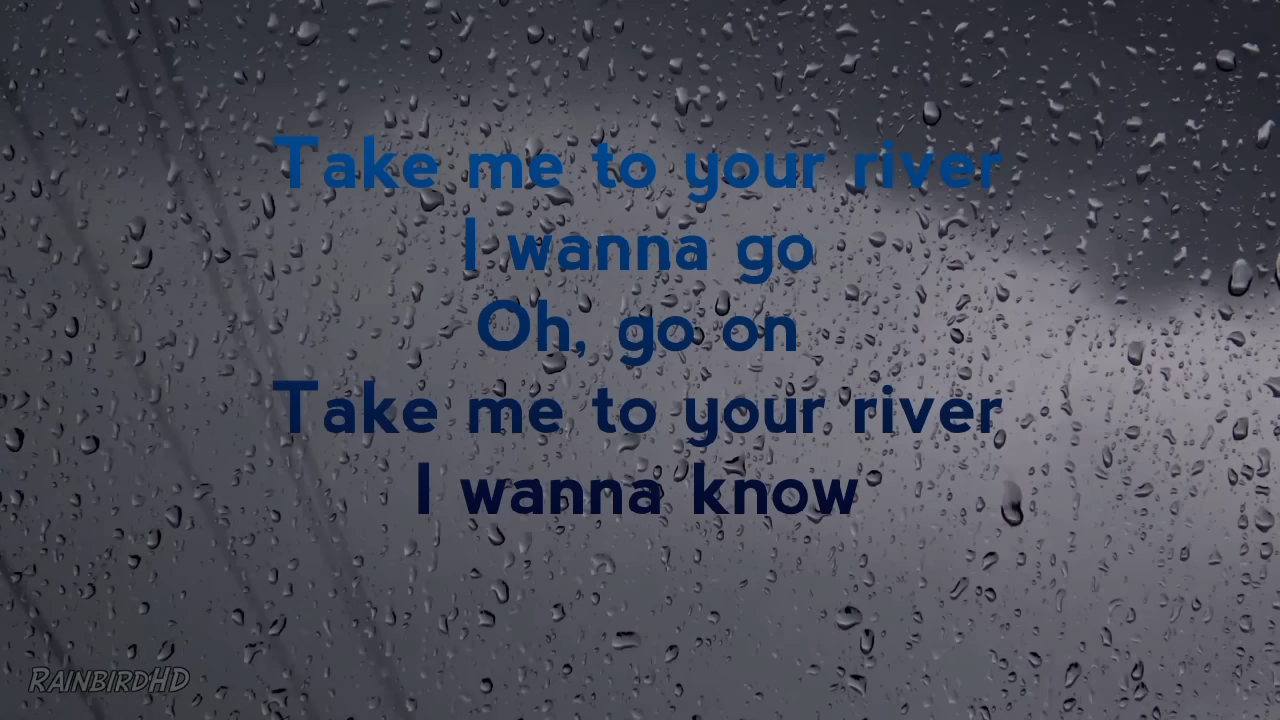 Take me to your river
I wanna go
Oh, go on
Take me to your river
I wanna know
RAINBIRDHD